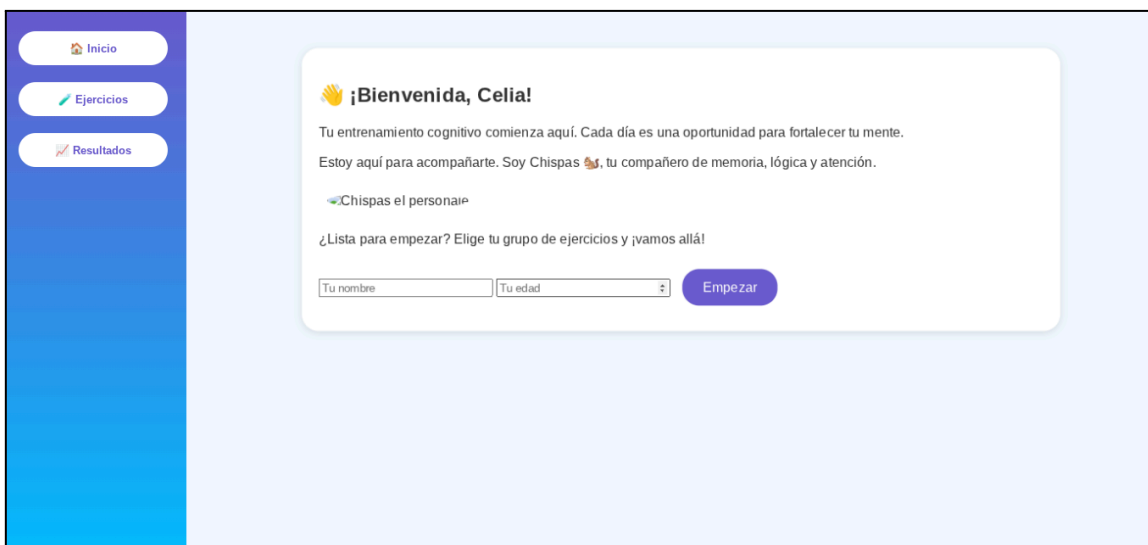 🏠 Inicio
🧪 Ejercicios
📈 Resultados
👋 ¡Bienvenida, Celia!
Tu entrenamiento cognitivo comienza aquí. Cada día es una oportunidad para fortalecer tu mente.
Estoy aquí para acompañarte. Soy Chispas 🐿️, tu compañero de memoria, lógica y atención.
Chispas el personaje
¿Lista para empezar? Elige tu grupo de ejercicios y ¡vamos allá!
Tu nombre Tu edad Empezar